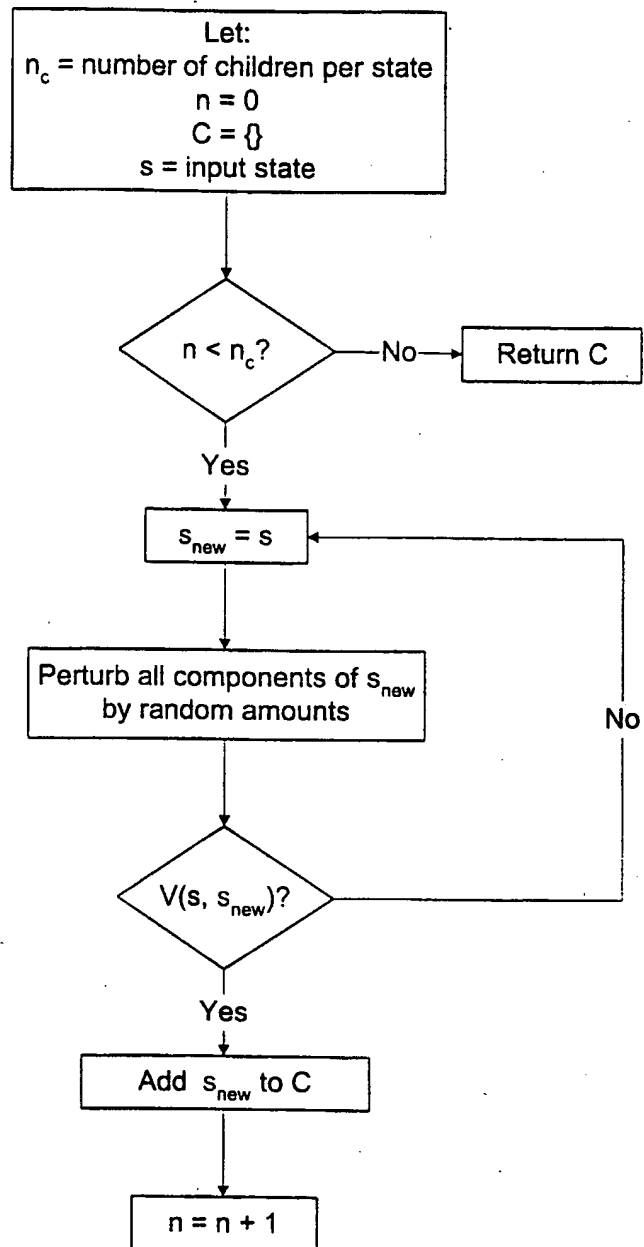 Let:
n_c = number of children per state
n = 0
C = {}
s = input state
n < n_c?
No
Return C
Yes
s_new = s
Perturb all components of s_new
by random amounts
No
V(s, s_new)?
Yes
Add s_new to C
n = n + 1